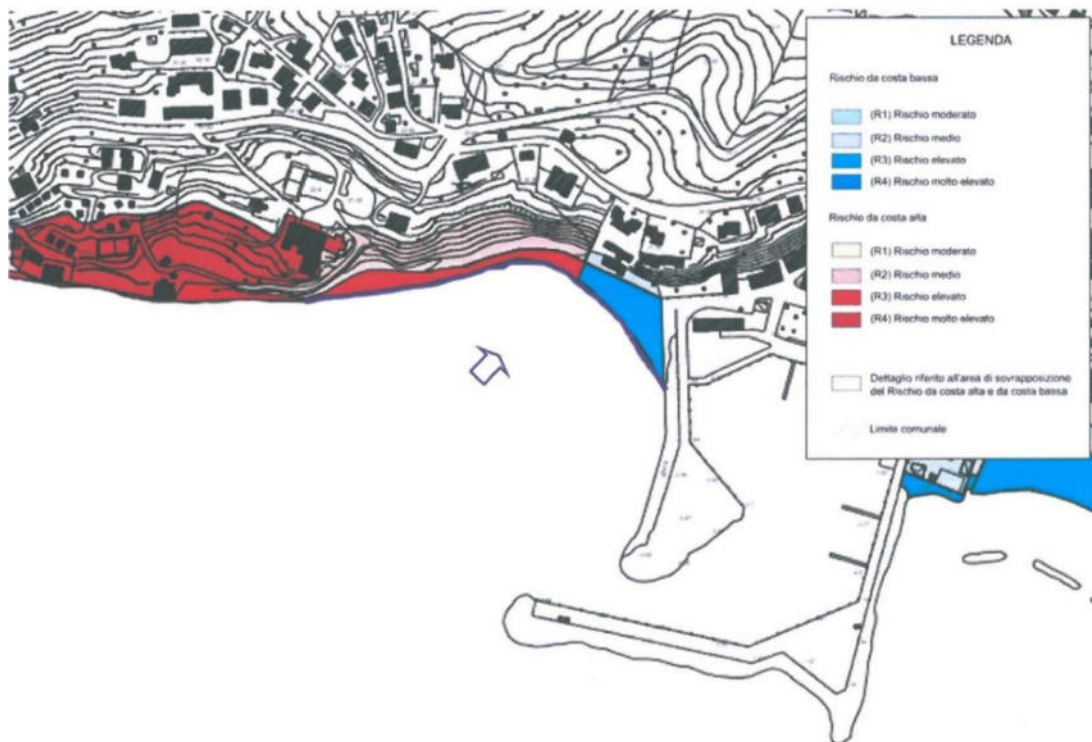 LEGENDA
Rischio da costa bassa
(R1) Rischio moderato
(R2) Rischio medio
(R3) Rischio elevato
(R4) Rischio molto elevato
Rischio da costa alta
(R1) Rischio moderato
(R2) Rischio medio
(R3) Rischio elevato
(R4) Rischio molto elevato
Dettaglio riferito all'area di sovrapposizione
del Rischio da costa alta e da costa bassa
Limite comunale